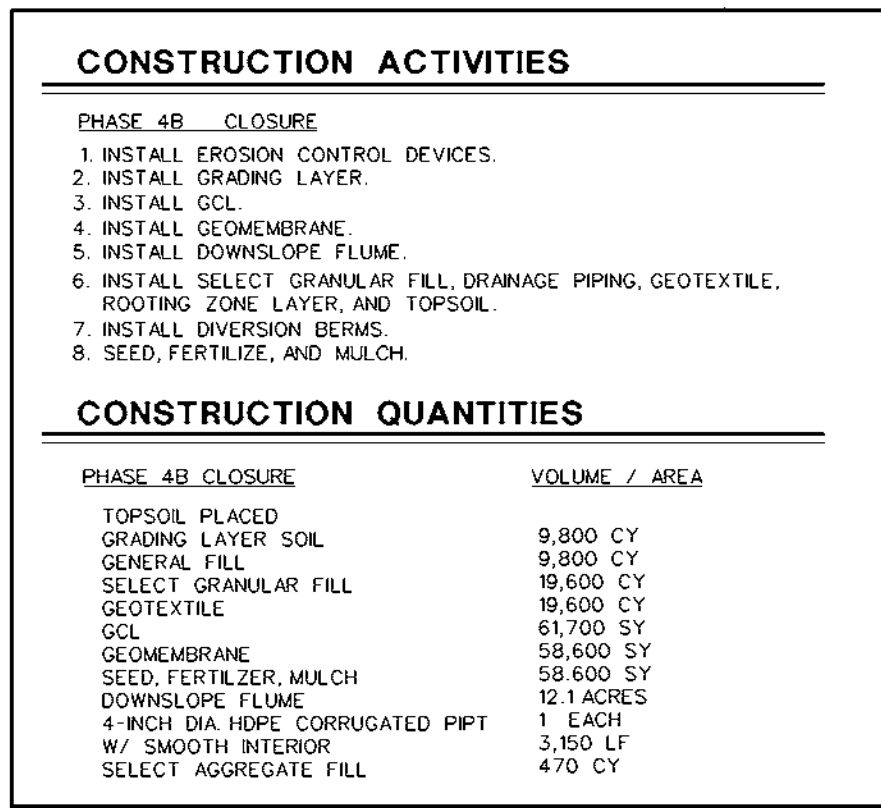 CONSTRUCTION ACTIVITIES
PHASE 4B CLOSURE
1. INSTALL EROSION CONTROL DEVICES.
2. INSTALL GRADING LAYER.
3. INSTALL GCL.
4. INSTALL GEOMEMBRANE.
5. INSTALL DOWNSLOPE FLUME.
6. INSTALL SELECT GRANULAR FILL, DRAINAGE PIPING, GEOTEXTILE,
ROOTING ZONE LAYER, AND TOPSOIL.
7. INSTALL DIVERSION BERMS.
8. SEED, FERTILIZE, AND MULCH.
CONSTRUCTION QUANTITIES
PHASE 4B CLOSURE VOLUME / AREA
TOPSOIL PLACED
GRADING LAYER SOIL 9,800 CY
GENERAL FILL 9,800 CY
SELECT GRANULAR FILL 19,600 CY
GEOTEXTILE 19,600 CY
GCL 61,700 SY
GEOMEMBRANE 58,600 SY
SEED, FERTILZER, MULCH 58.600 SY
DOWNSLOPE FLUME 12.1 ACRES
4-INCH DIA. HDPE CORRUGATED PIPT 1 EACH
W/ SMOOTH INTERIOR 3,150 LF
SELECT AGGREGATE FILL 470 CY